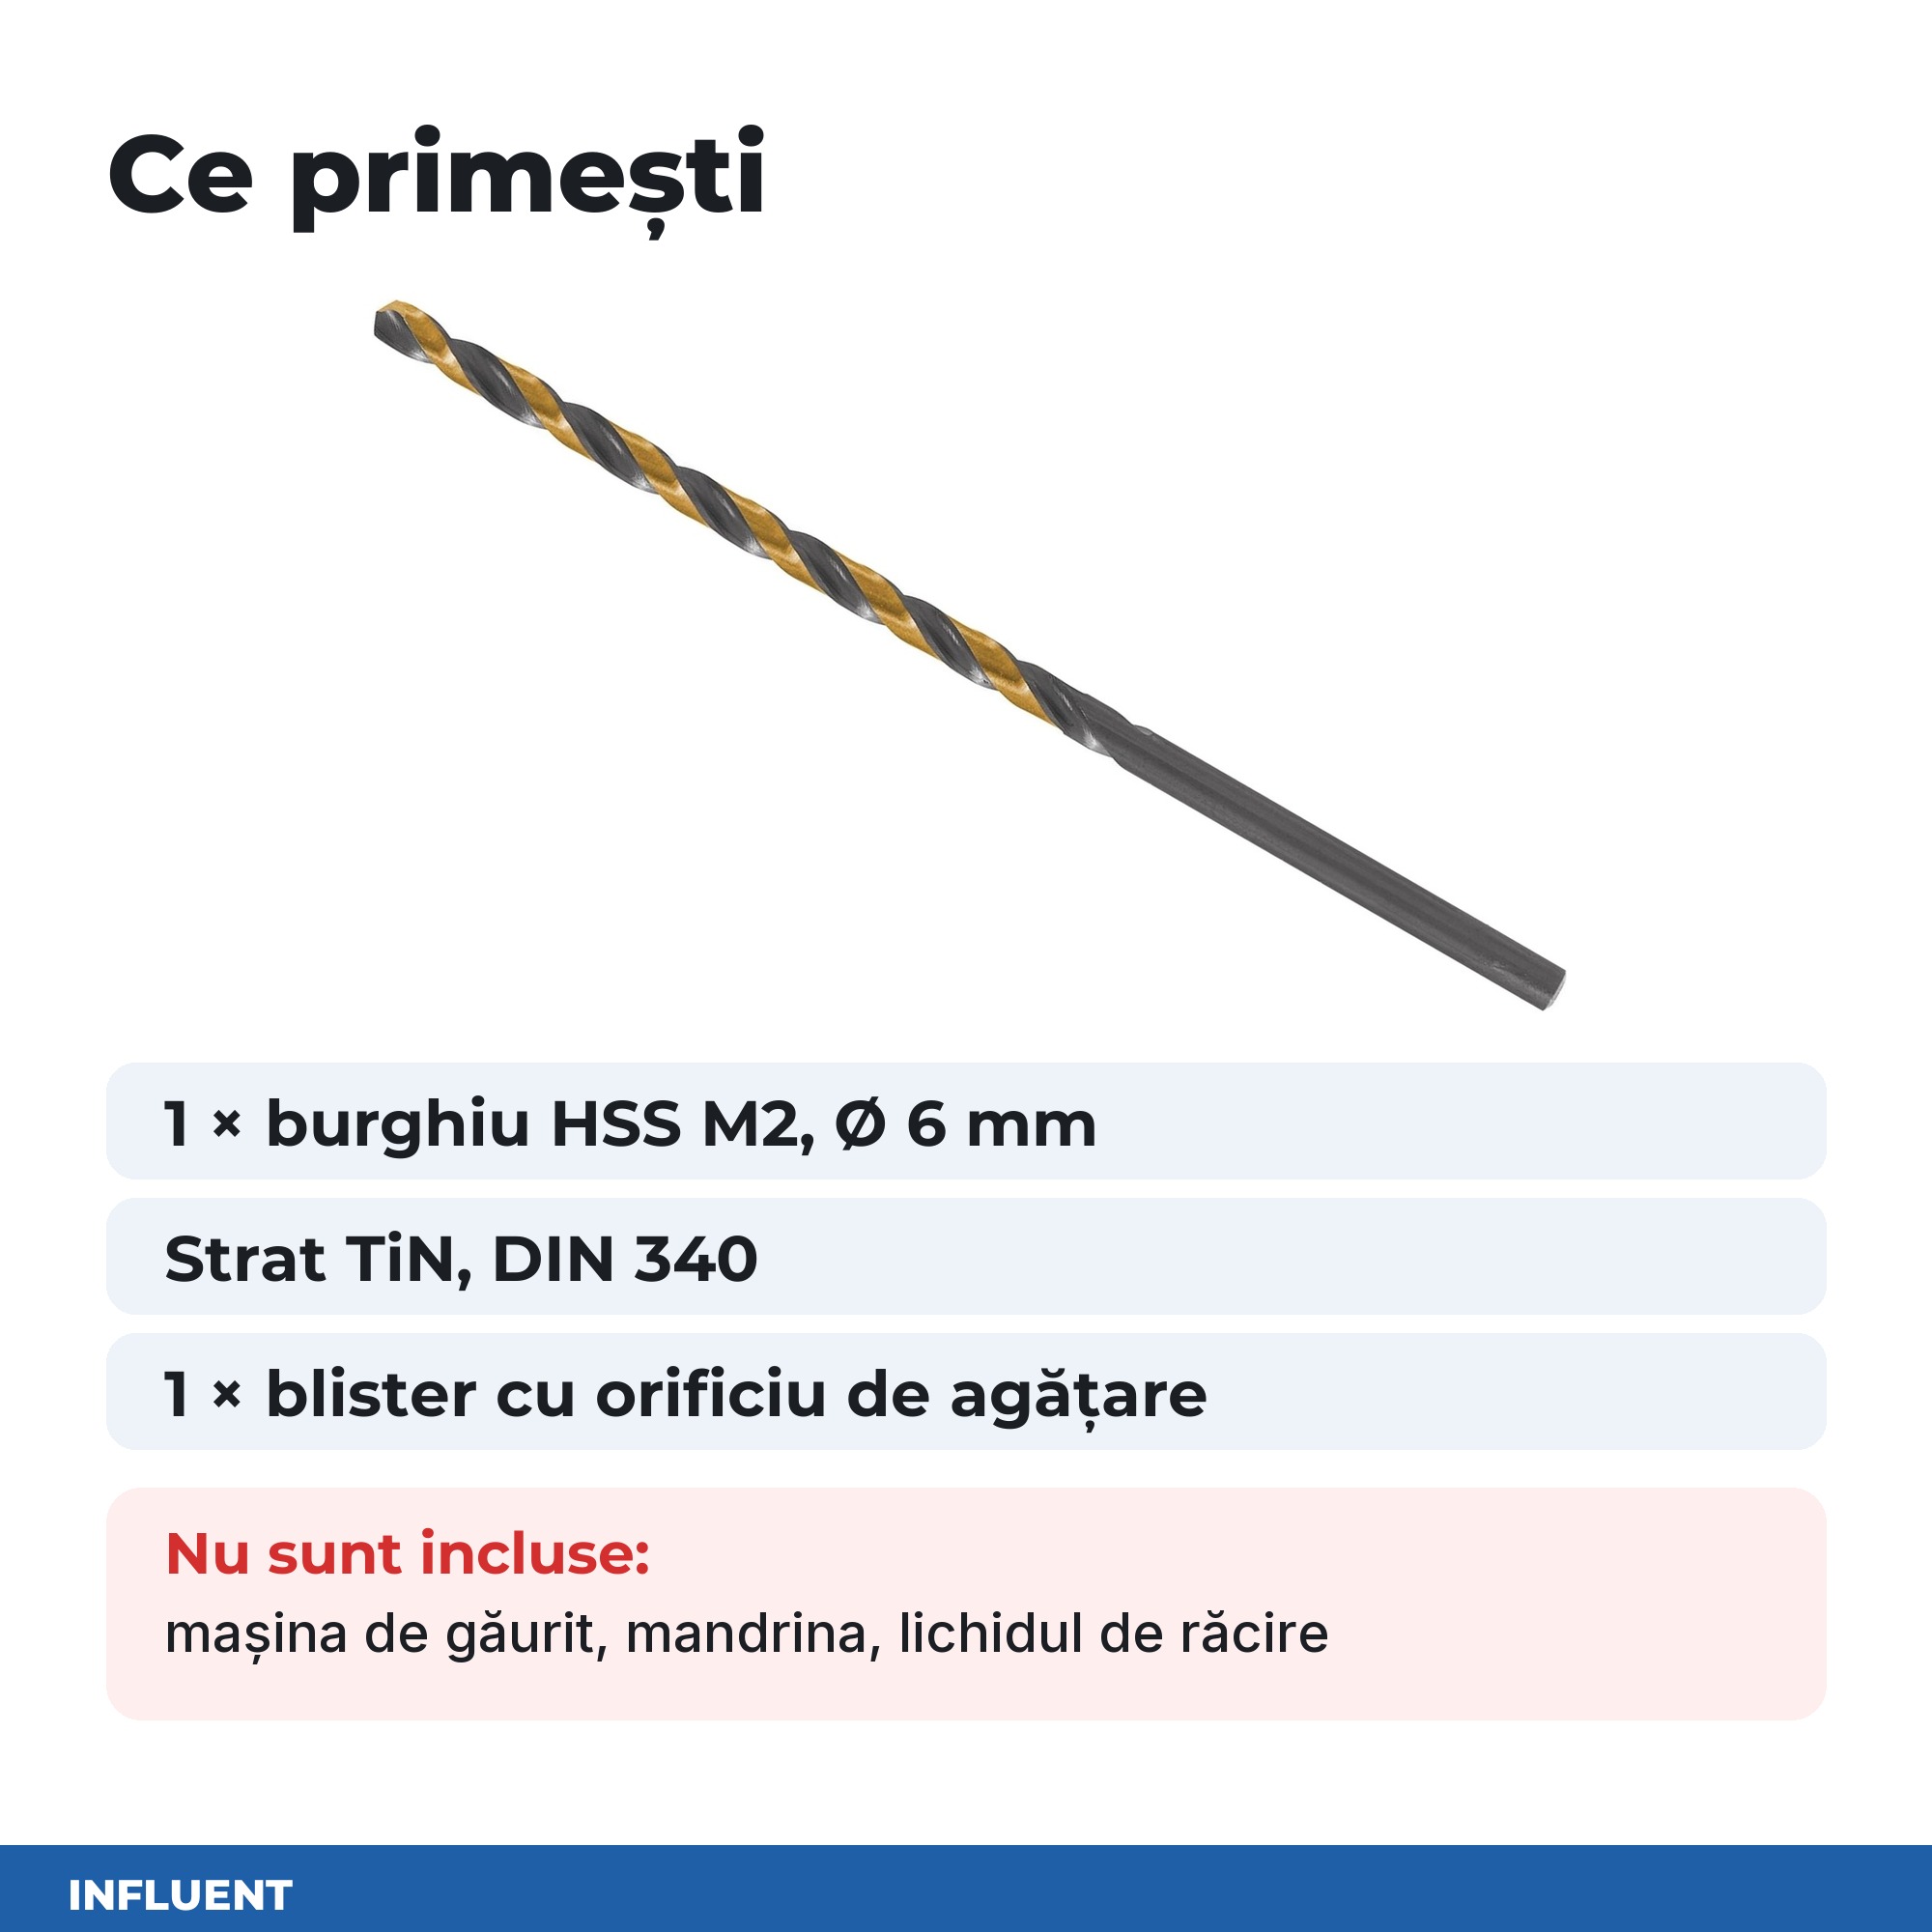 Ce primești
1 × burghiu HSS M2, Ø 6 mm
Strat TiN, DIN 340
1 × blister cu orificiu de agățare
Nu sunt incluse:
mașina de găurit, mandrina, lichidul de răcire
INFLUENT